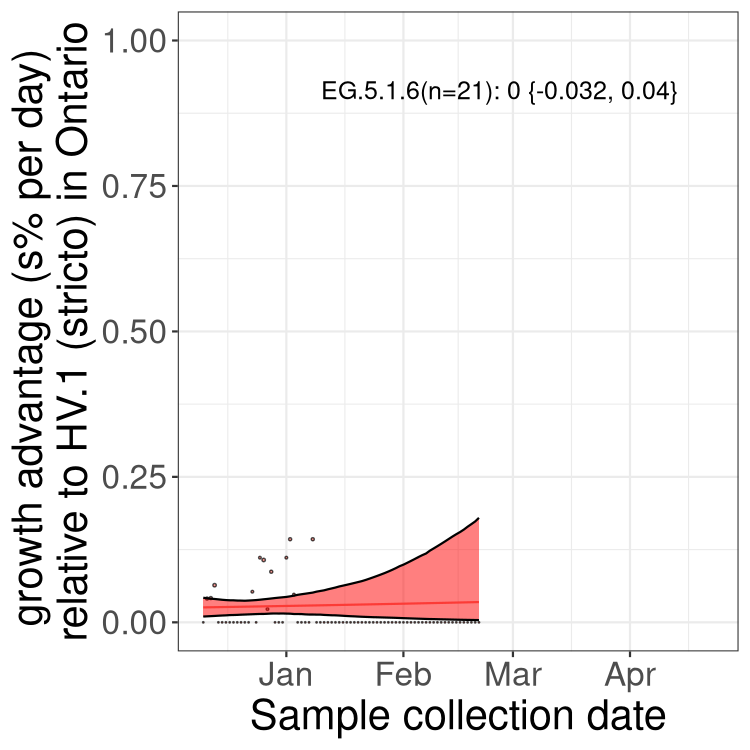 growth advantage (s% per day)
relative to HV.1 (stricto) in Ontario
1.00
0.75
0.50
0.25
0.00
EG.5.1.6(n=21): 0 {-0.032, 0.04}
Jan Feb Mar Apr
Sample collection date